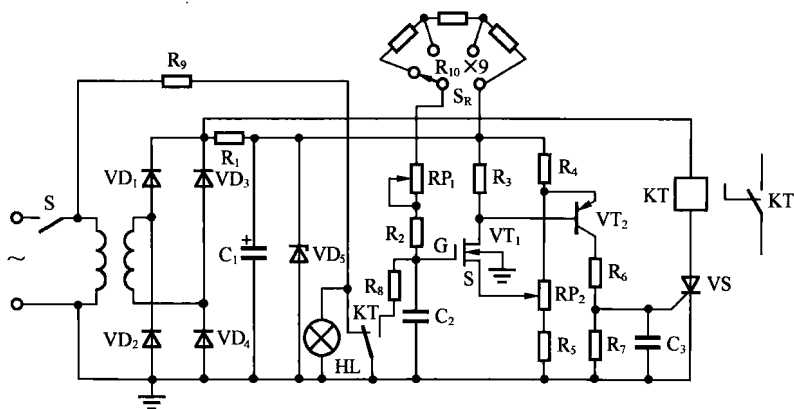 R₉
R₁₀ ×9
S_R
R₁
RP₁
R₃
R₄
VD₁
VD₃
KT
KT
S
R₂
VT₁
VT₂
~
C₁
+
VD₅
G
R₈
S
RP₂
R₆
VS
KT
C₂
VD₂
VD₄
HL
R₅
R₇
C₃